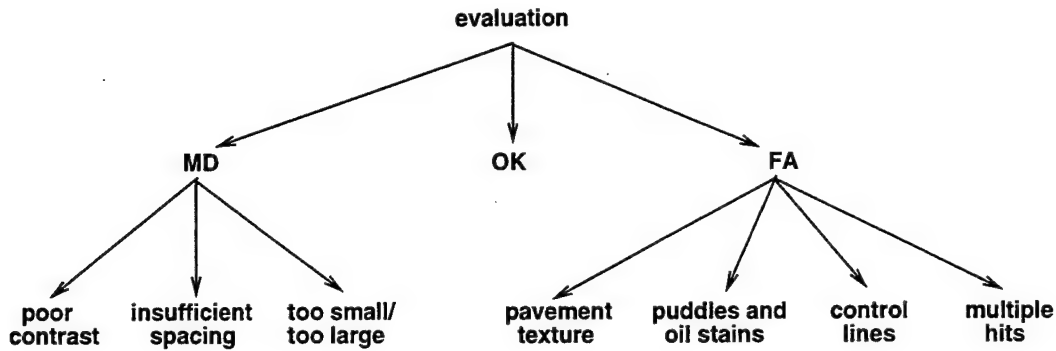 evaluation
MD
OK
FA
poor
contrast
insufficient
spacing
too small/
too large
pavement
texture
puddles and
oil stains
control
lines
multiple
hits